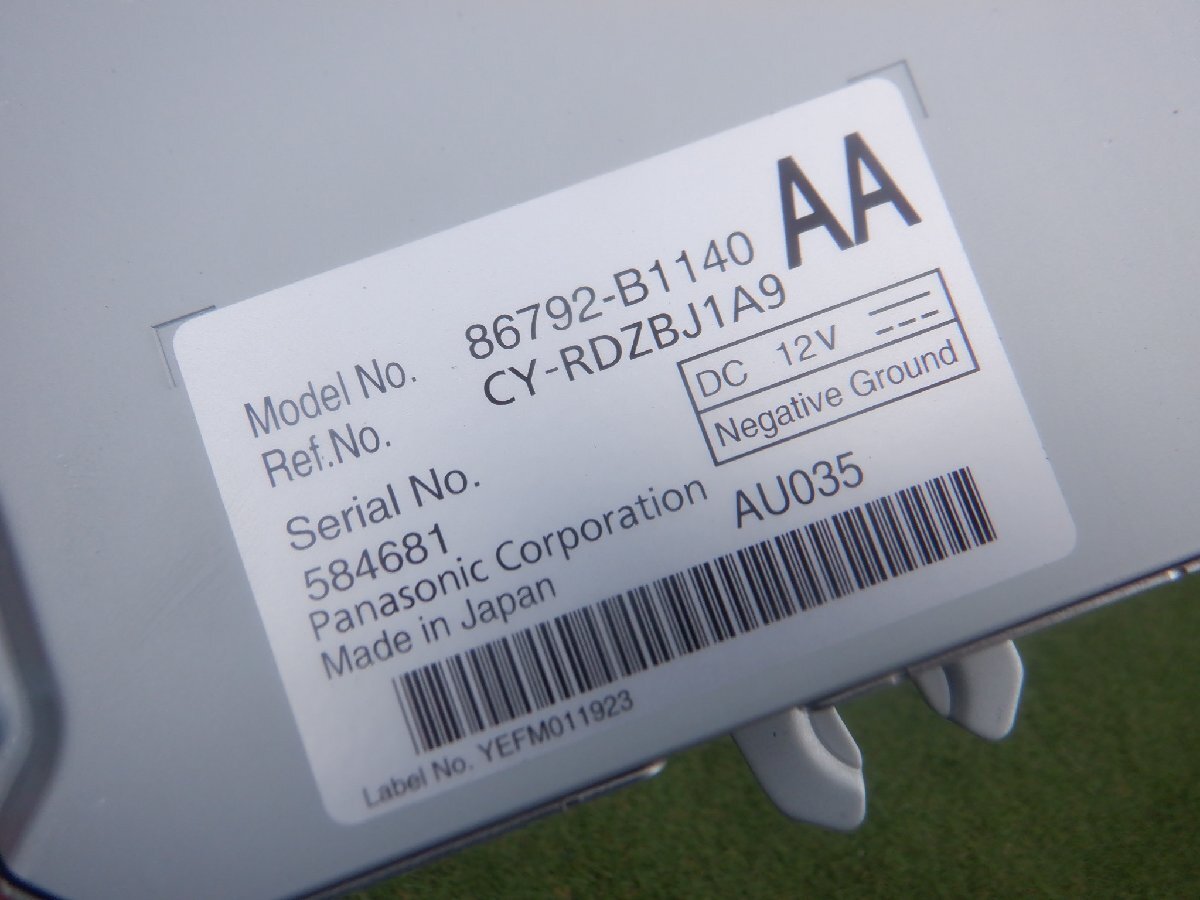 AA
Model No. 86792-B1140
Ref.No. CY-RDZBJ1A9
DC 12V
Negative Ground
Serial No.
584681
AU035
Panasonic Corporation
Made in Japan
Label No. YEFM011923